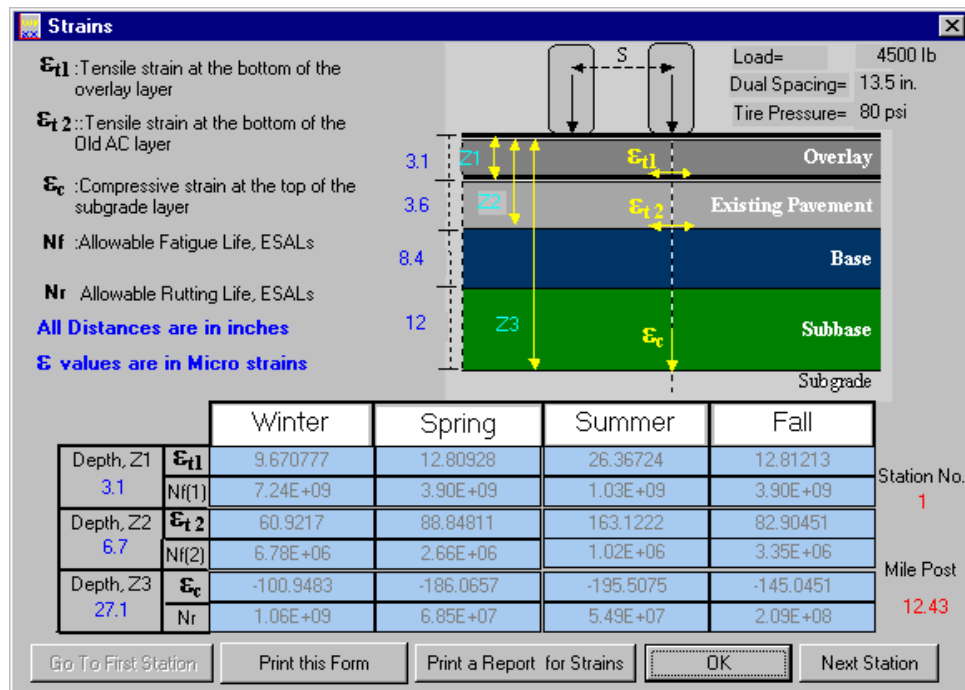 Strains
εt1 :Tensile strain at the bottom of the
overlay layer
εt 2 ::Tensile strain at the bottom of the
Old AC layer
εc :Compressive strain at the top of the
subgrade layer
Nf :Allowable Fatigue Life, ESALs
Nr Allowable Rutting Life, ESALs
All Distances are in inches
ε values are in Micro strains
S
Load= 4500 lb
Dual Spacing= 13.5 in.
Tire Pressure= 80 psi
3.1 Z1 εt1 Overlay
3.6 Z2 εt 2 Existing Pavement
8.4 Base
12 Z3 εc Subbase
Subgrade
Winter Spring Summer Fall
Depth, Z1 εt1 9.670777 12.80928 26.36724 12.81213
3.1 Nf(1) 7.24E+09 3.90E+09 1.03E+09 3.90E+09
Depth, Z2 εt 2 60.9217 88.84811 163.1222 82.90451
6.7 Nf(2) 6.78E+06 2.66E+06 1.02E+06 3.35E+06
Depth, Z3 εc -100.9483 -186.0657 -195.5075 -145.0451
27.1 Nr 1.06E+09 6.85E+07 5.49E+07 2.09E+08
Station No.
1
Mile Post
12.43
Go To First Station Print this Form Print a Report for Strains OK Next Station